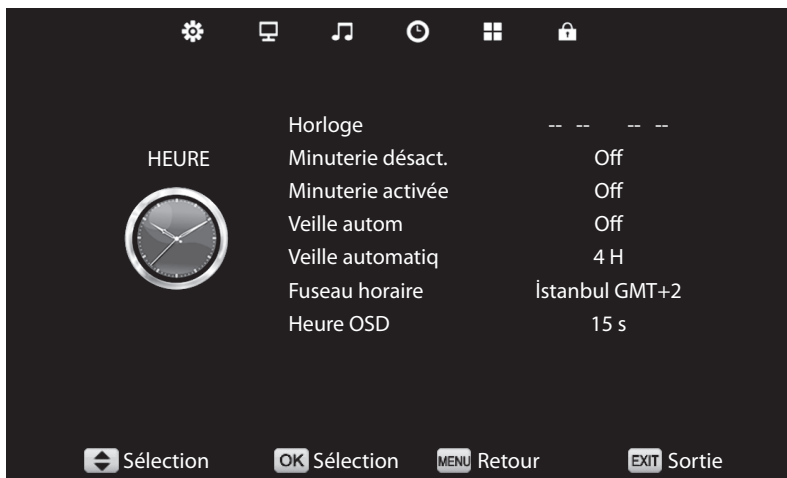 Horloge -- -- -- --
HEURE
Minuterie désact. Off
Minuterie activée Off
Veille autom Off
Veille automatiq 4 H
Fuseau horaire İstanbul GMT+2
Heure OSD 15 s
Sélection OK Sélection MENU Retour EXIT Sortie